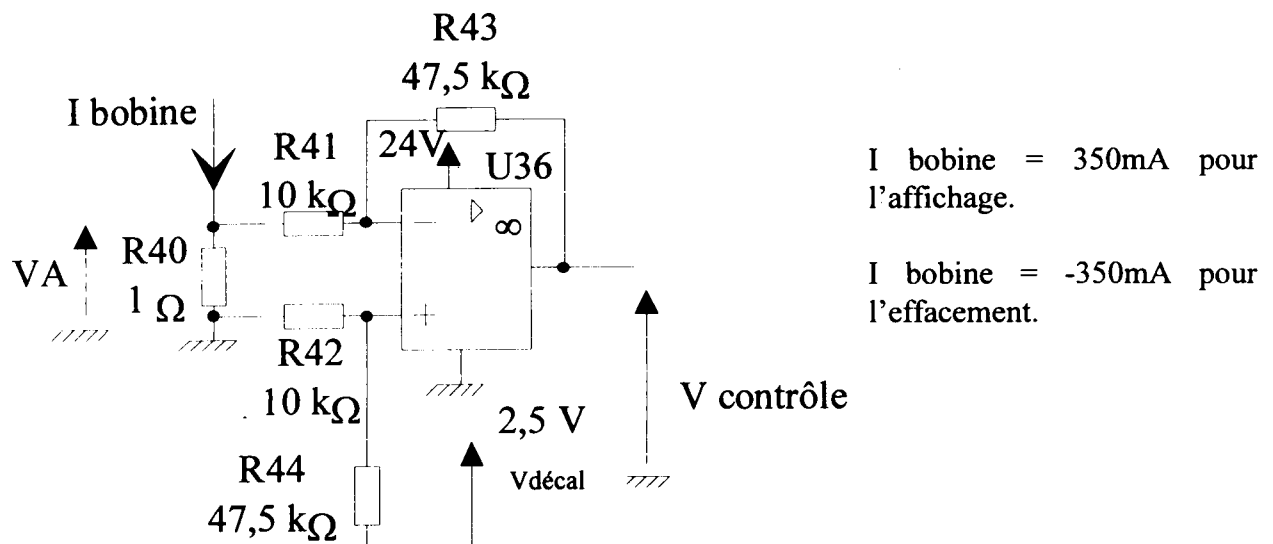 R43
47,5 kΩ
I bobine
R41
10 kΩ
24V
U36
▷ ∞
−
VA
R40
1 Ω
+
R42
10 kΩ
2,5 V
Vdécal
V contrôle
R44
47,5 kΩ
I bobine = 350mA pour
l'affichage.
I bobine = -350mA pour
l'effacement.